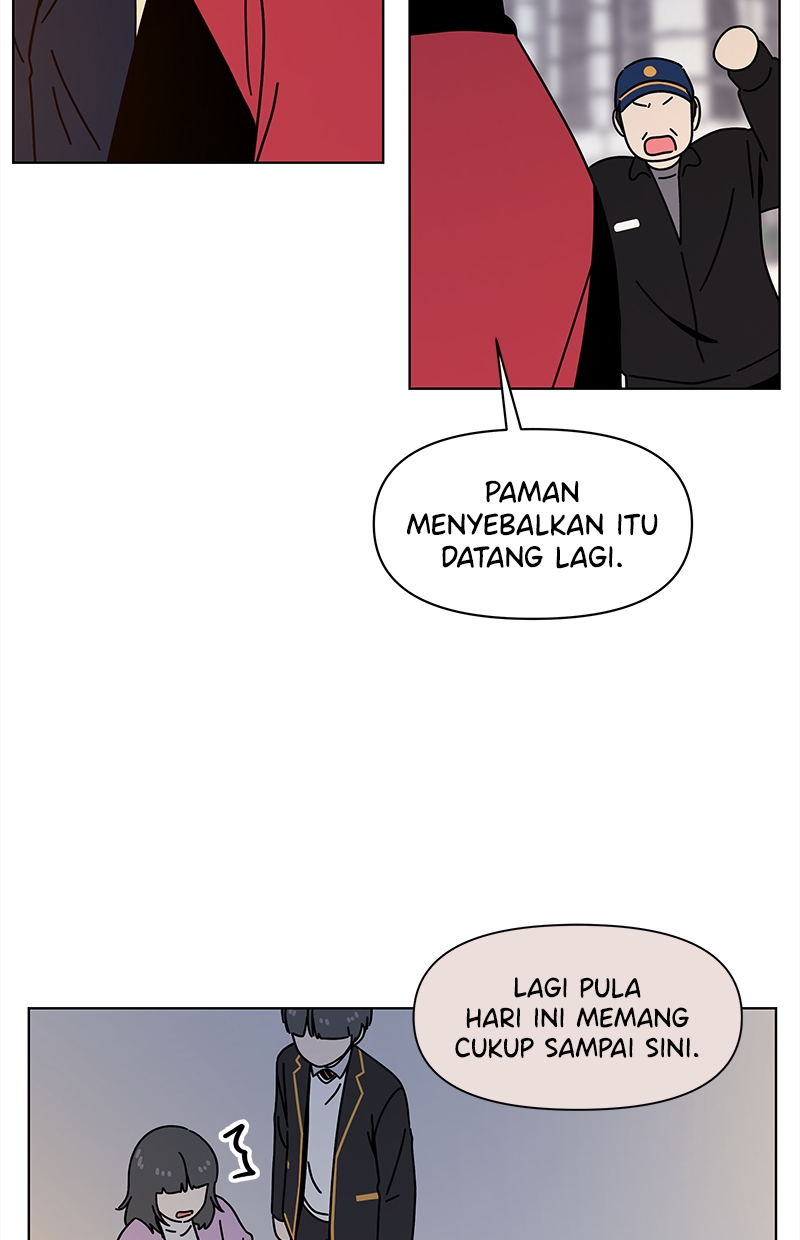 PAMAN
MENYEBALKAN ITU
DATANG LAGI.
LAGI PULA
HARI INI MEMANG
CUKUP SAMPAI SINI.